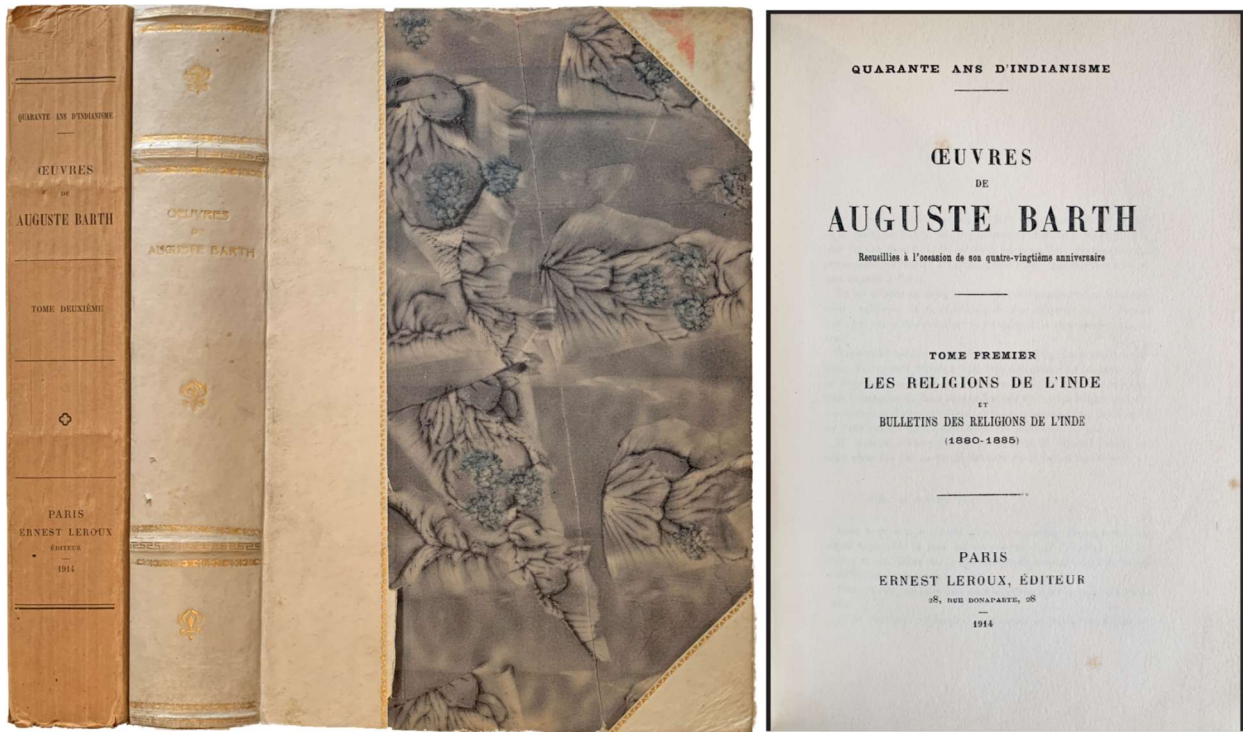 QUARANTE ANS D'INDIANISME
ŒUVRES
DE
AUGUSTE BARTH
TOME DEUXIÈME
PARIS
ERNEST LEROUX
ÉDITEUR
1914
OEUVRES
DE
AUGUSTE BARTH
QUARANTE ANS D'INDIANISME
ŒUVRES
DE
AUGUSTE BARTH
Recueillies à l'occasion de son quatre-vingtième anniversaire
TOME PREMIER
LES RELIGIONS DE L'INDE
ET
BULLETINS DES RELIGIONS DE L'INDE
(1880-1885)
PARIS
ERNEST LEROUX, ÉDITEUR
28, RUE BONAPARTE, 28
1914